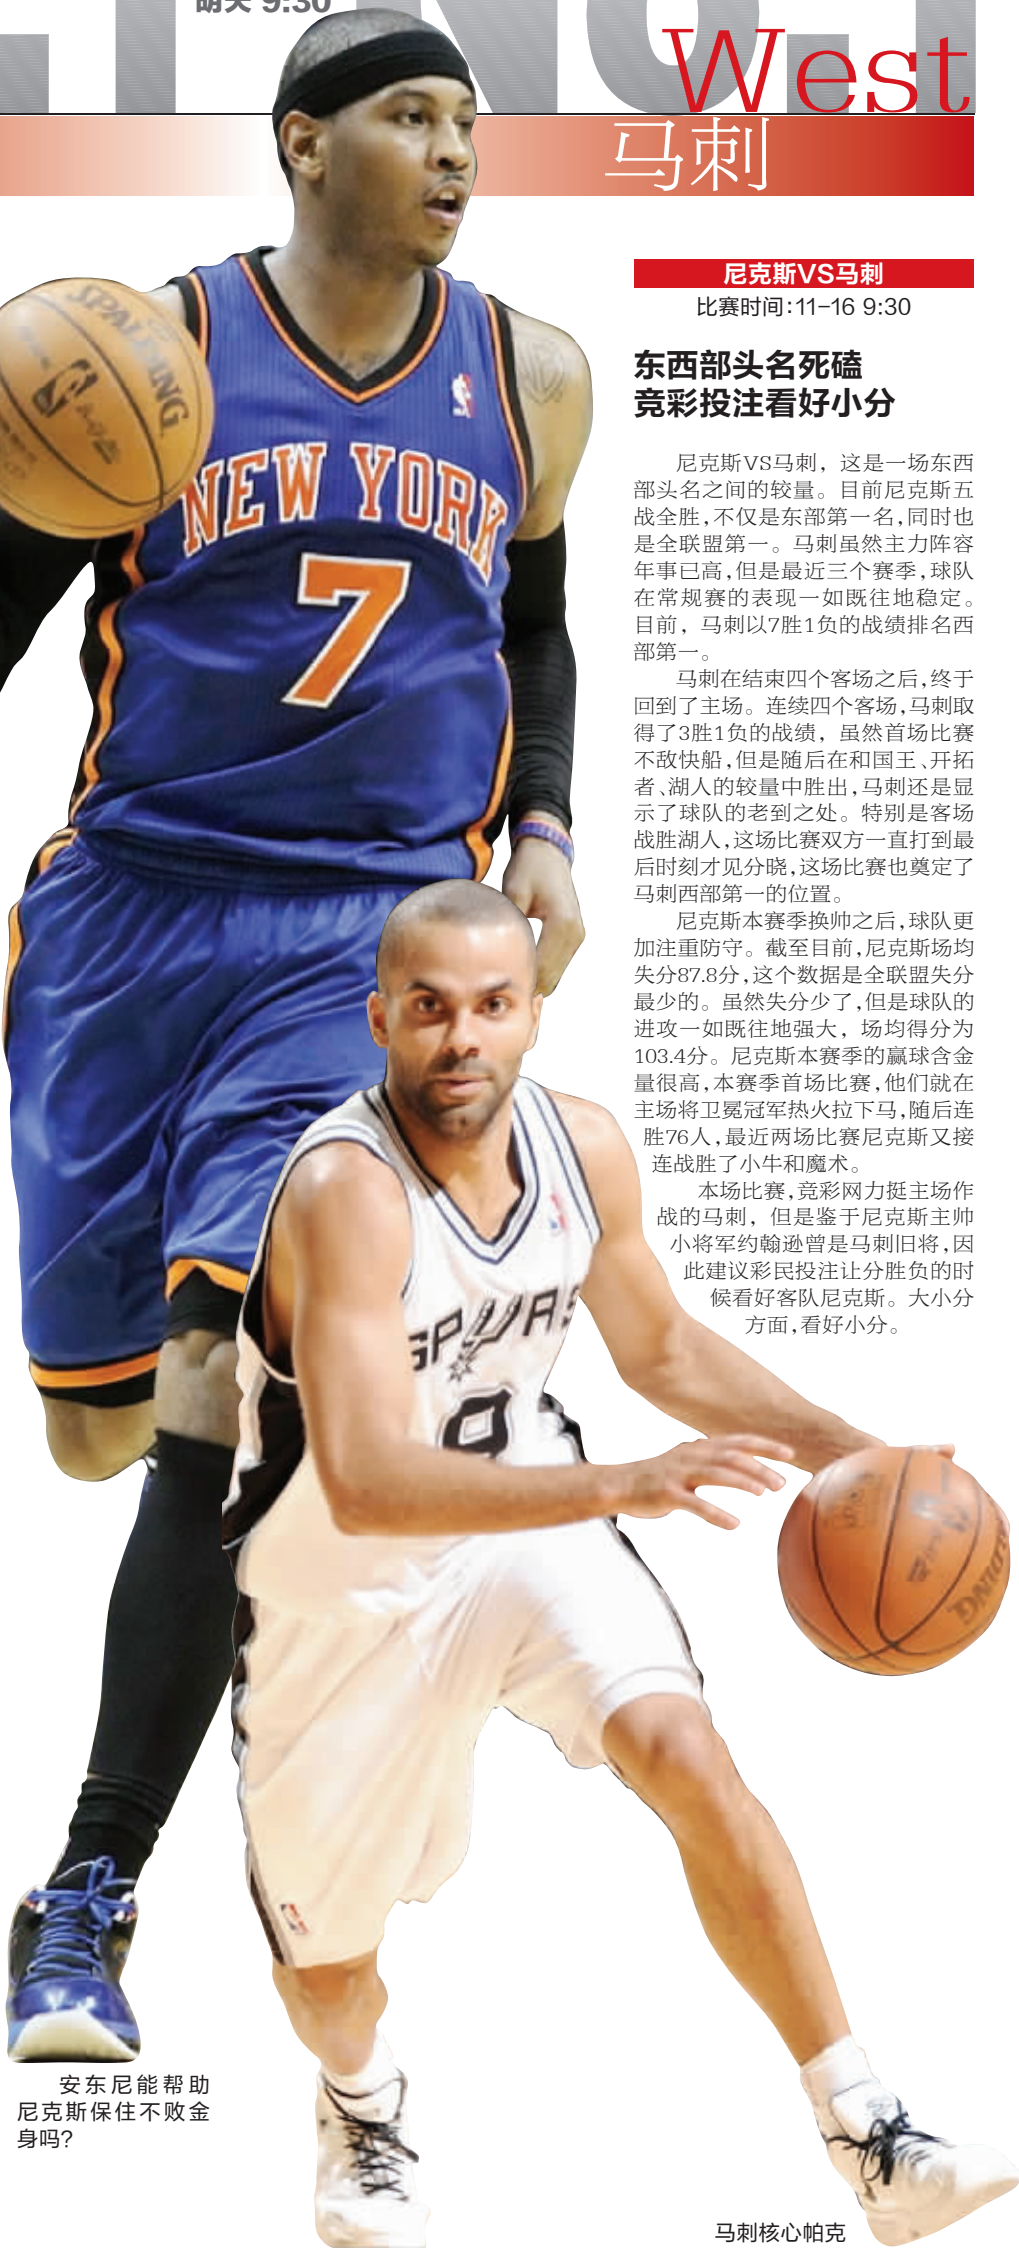 明天 9:30
NO.1
West
马刺
尼克斯VS马刺
比赛时间:11-16 9:30
东西部头名死磕
竞彩投注看好小分
尼克斯VS马刺，这是一场东西
部头名之间的较量。目前尼克斯五
战全胜,不仅是东部第一名,同时也
是全联盟第一。马刺虽然主力阵容
年事已高,但是最近三个赛季,球队
在常规赛的表现一如既往地稳定。
目前，马刺以7胜1负的战绩排名西
部第一。
马刺在结束四个客场之后,终于
回到了主场。连续四个客场,马刺取
得了3胜1负的战绩，虽然首场比赛
不敌快船,但是随后在和国王、开拓
者、湖人的较量中胜出,马刺还是显
示了球队的老到之处。特别是客场
战胜湖人,这场比赛双方一直打到最
后时刻才见分晓,这场比赛也奠定了
马刺西部第一的位置。
尼克斯本赛季换帅之后,球队更
加注重防守。截至目前,尼克斯场均
失分87.8分,这个数据是全联盟失分
最少的。虽然失分少了,但是球队的
进攻一如既往地强大，场均得分为
103.4分。尼克斯本赛季的赢球含金
量很高,本赛季首场比赛,他们就在
主场将卫冕冠军热火拉下马,随后连
胜76人,最近两场比赛尼克斯又接
连战胜了小牛和魔术。
本场比赛,竞彩网力挺主场作
战的马刺，但是鉴于尼克斯主帅
小将军约翰逊曾是马刺旧将,因
此建议彩民投注让分胜负的时
候看好客队尼克斯。大小分
方面,看好小分。
SPALDING
NEW YORK
7
SPURS
9
安东尼能帮助
尼克斯保住不败金
身吗?
马刺核心帕克